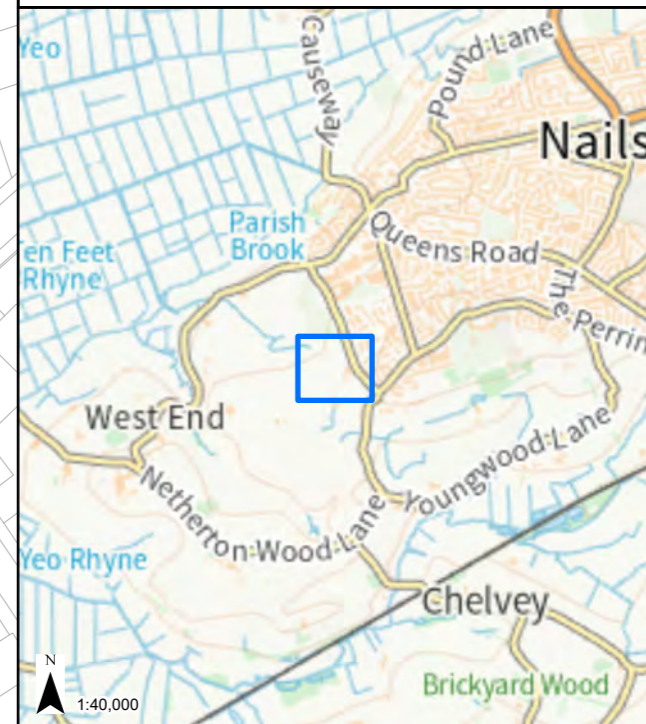 Yeo
Causeway
Pound Lane
Nails
Parish
Brook
en Feet
Rhyne
Queens Road
The Perrin
West End
Youngwood Lane
Netherton Wood Lane
Yeo Rhyne
Chelvey
Brickyard Wood
N
1:40,000